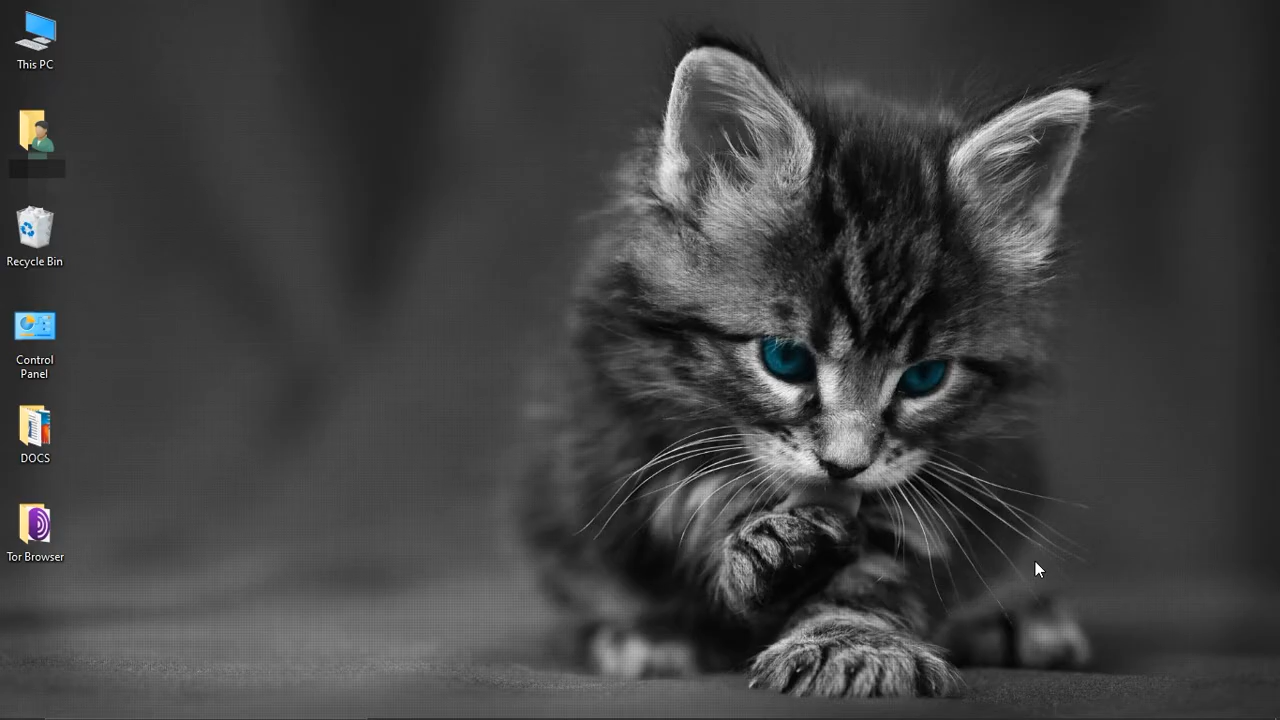 This PC
Recycle Bin
Control
Panel
DOCS
Tor Browser